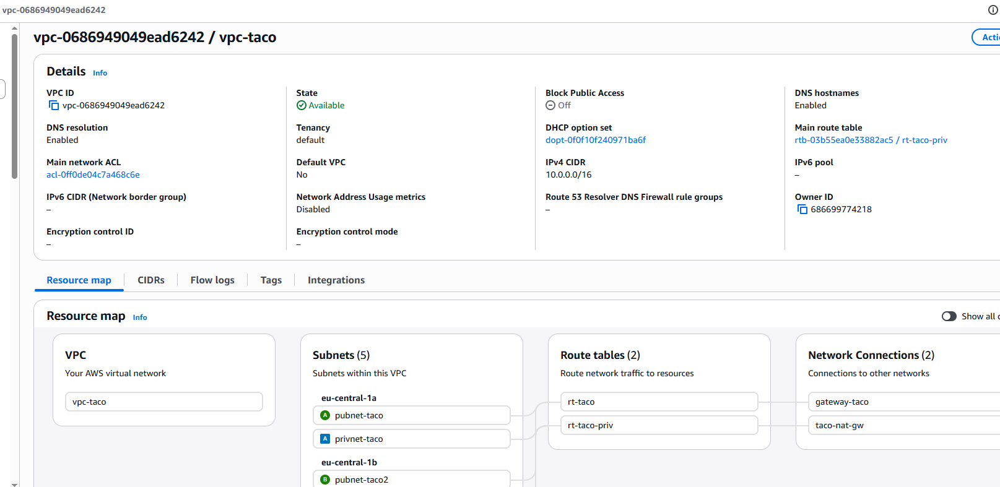 vpc-0686949049ead6242
vpc-0686949049ead6242 / vpc-taco
Acti
Details Info
VPC ID
vpc-0686949049ead6242
State
Available
Block Public Access
Off
DNS hostnames
Enabled
DNS resolution
Enabled
Tenancy
default
DHCP option set
dopt-0f0f10f240971ba6f
Main route table
rtb-03b55ea0e33882ac5 / rt-taco-priv
Main network ACL
acl-0ff0de04c7a468c6e
Default VPC
No
IPv4 CIDR
10.0.0.0/16
IPv6 pool
–
IPv6 CIDR (Network border group)
–
Network Address Usage metrics
Disabled
Route 53 Resolver DNS Firewall rule groups
–
Owner ID
686699774218
Encryption control ID
–
Encryption control mode
–
Resource map CIDRs Flow logs Tags Integrations
Resource map Info
Show all
VPC
Your AWS virtual network
vpc-taco
Subnets (5)
Subnets within this VPC
eu-central-1a
A pubnet-taco
A privnet-taco
eu-central-1b
B pubnet-taco2
Route tables (2)
Route network traffic to resources
rt-taco
rt-taco-priv
Network Connections (2)
Connections to other networks
gateway-taco
taco-nat-gw